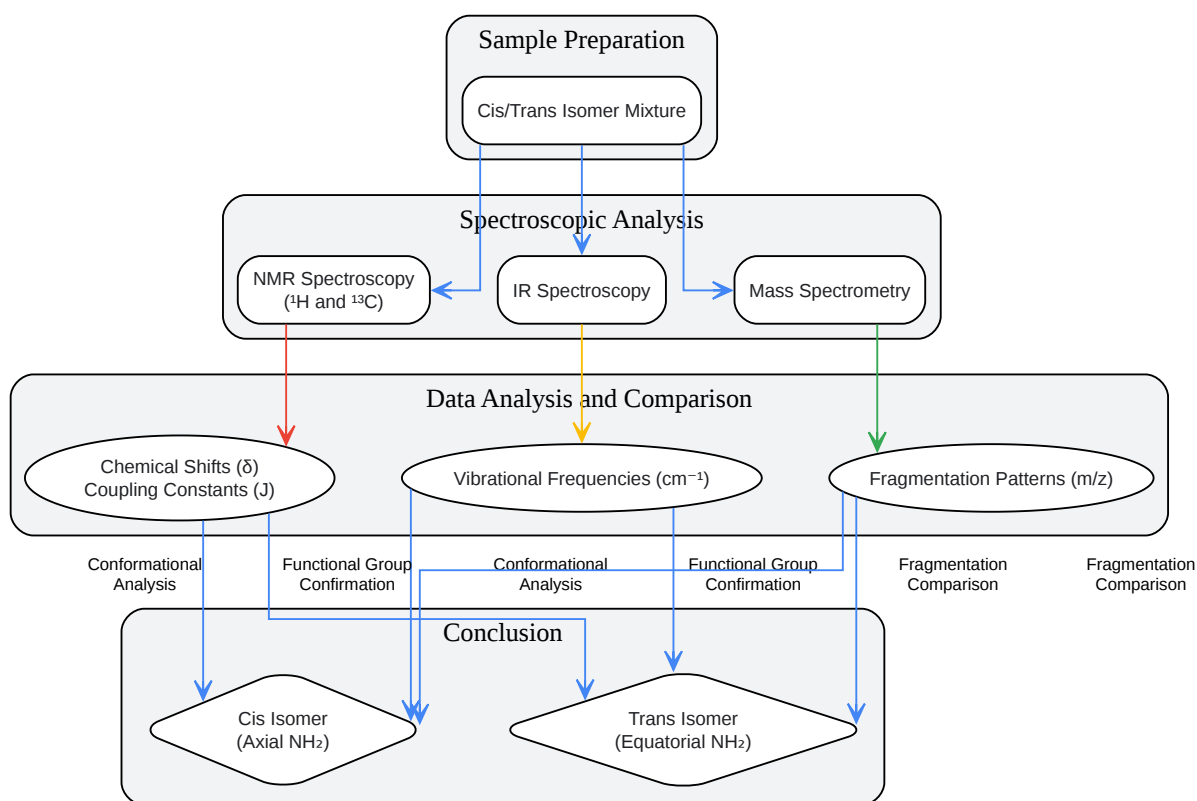 Sample Preparation
Cis/Trans Isomer Mixture
Spectroscopic Analysis
NMR Spectroscopy
(¹H and ¹³C)
IR Spectroscopy
Mass Spectrometry
Data Analysis and Comparison
Chemical Shifts (δ)
Coupling Constants (J)
Vibrational Frequencies (cm⁻¹)
Fragmentation Patterns (m/z)
Conformational
Analysis
Functional Group
Confirmation
Conformational
Analysis
Functional Group
Confirmation
Fragmentation
Comparison
Fragmentation
Comparison
Conclusion
Cis Isomer
(Axial NH₂)
Trans Isomer
(Equatorial NH₂)